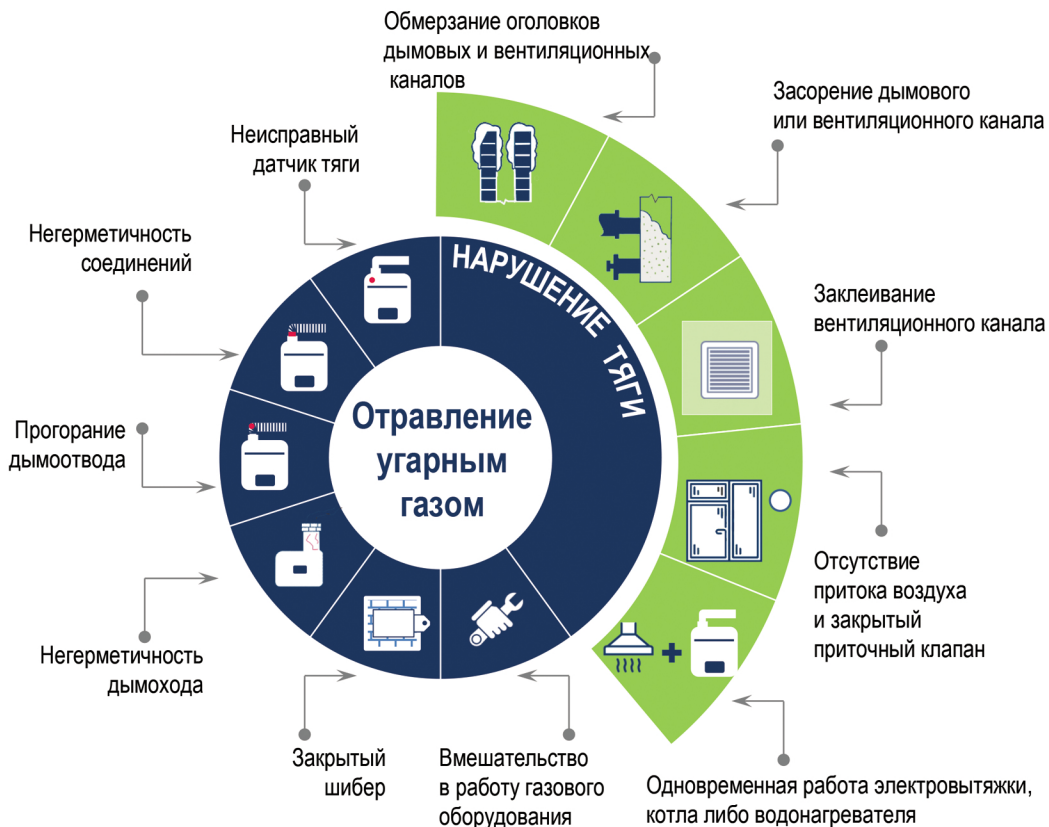 Обмерзание оголовков
дымовых и вентиляционных
каналов
Засорение дымового
или вентиляционного канала
Неисправный
датчик тяги
Негерметичность
соединений
НАРУШЕНИЕ ТЯГИ
Заклеивание
вентиляционного канала
Отравление
угарным
газом
Прогорание
дымоотвода
Отсутствие
притока воздуха
и закрытый
приточный клапан
Негерметичность
дымохода
Закрытый
шибер
Вмешательство
в работу газового
оборудования
Одновременная работа электровытяжки,
котла либо водонагревателя